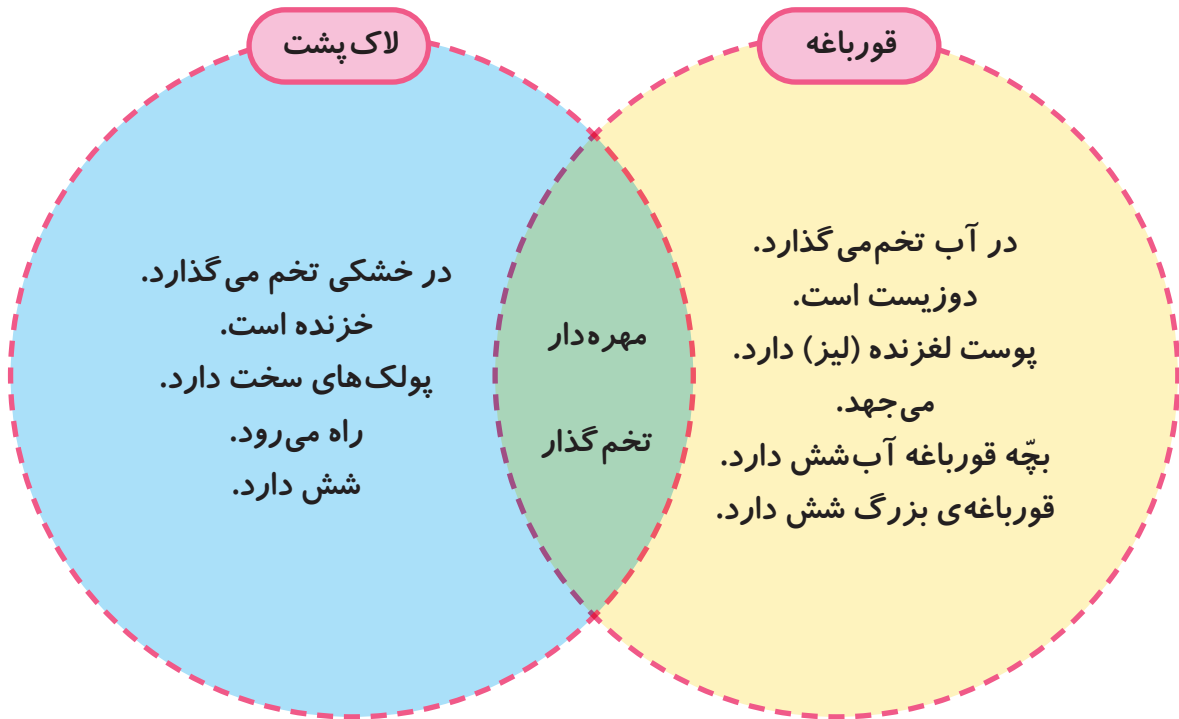 قورباغه
در آب تخم‌می‌گذارد.
دوزیست است.
پوست لغزنده (لیز) دارد.
می‌جهد.
بچّه قورباغه آب‌شش دارد.
قورباغه‌ی بزرگ شش دارد.
مهره‌دار
تخم‌گذار
لاک‌پشت
در خشکی تخم می‌گذارد.
خزنده است.
پولک‌های سخت دارد.
راه می‌رود.
شش دارد.